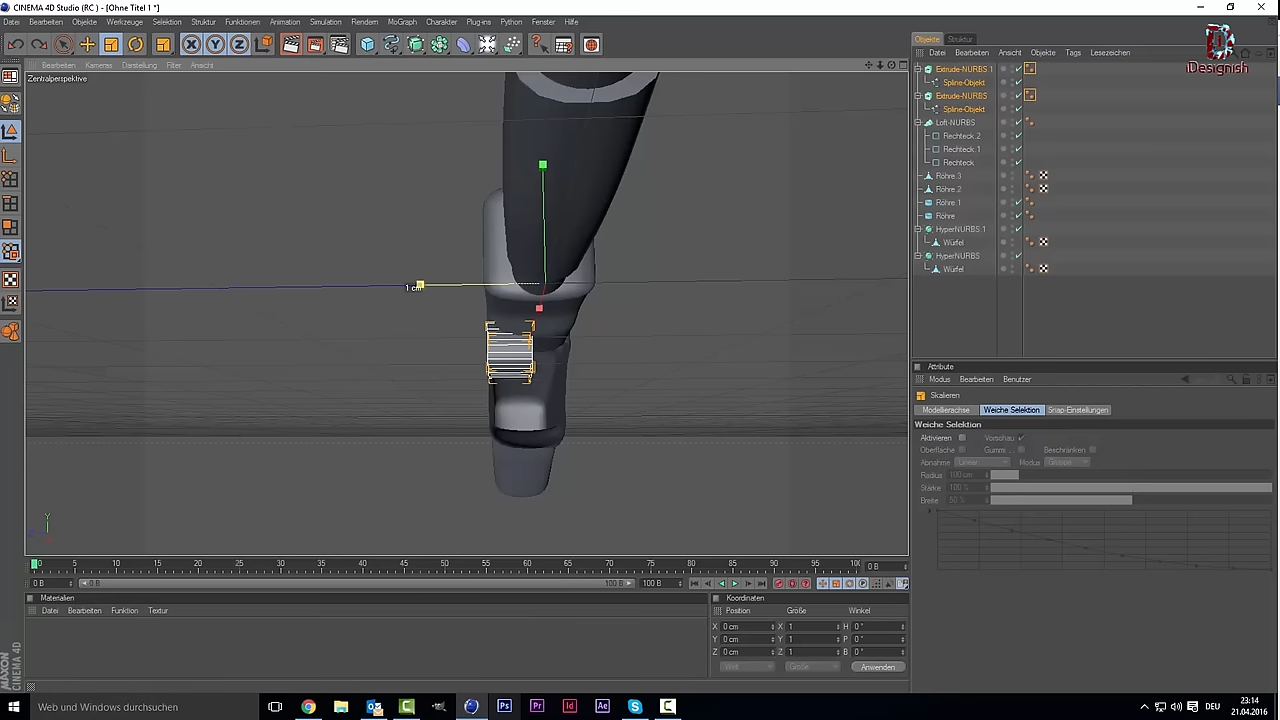 CINEMA 4D Studio (RC ) - [Ohne Titel 1 *]
Datei Bearbeiten Objekte Werkzeuge Selektion Struktur Funktionen Animation Simulation Rendern MoGraph Charakter Plug-ins Python Fenster Hilfe
Bearbeiten Kameras Darstellung Filter Ansicht
Zentralperspektive
1 cm
Y
Objekte Struktur
Datei Bearbeiten Ansicht Objekte Tags Lesezeichen
iDesignish
Extrude-NURBS 1
Spline-Objekt
Extrude-NURBS
Spline-Objekt
Loft-NURBS
Rechteck.2
Rechteck.1
Rechteck
Röhre.3
Röhre.2
Röhre.1
Röhre
HyperNURBS 1
Würfel
HyperNURBS
Würfel
Attribute
Modus Bearbeiten Benutzer
Skalieren
Modellierachse Weiche Selektion Snap-Einstellungen
Weiche Selektion
Aktivieren Vorschau
Oberfläche Gummi ... Beschränken
Abnahme Linear Modus Gruppe
Radius 100 cm
Stärke 100 %
Breite 50 %
0 5 10 15 20 25 30 35 40 45 50 55 60 65 70 75 80 85 90 95 100 0 B
0 B 0 B 100 B 100 B
Materialien
Datei Bearbeiten Funktion Textur
Koordinaten
Position Größe Winkel
X 0 cm X 1 H 0 °
Y 0 cm Y 1 P 0 °
Z 0 cm Z 1 B 0 °
Welt Größe Anwenden
MAXON
CINEMA 4D
Web und Windows durchsuchen
Ps Pr Id Ae
DEU
23:14
21.04.2016